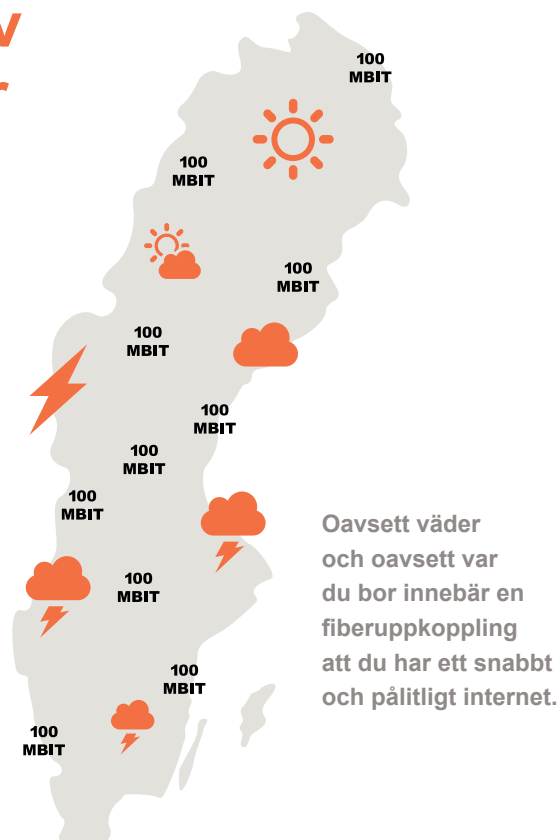 100
MBIT
100
MBIT
100
MBIT
100
MBIT
100
MBIT
100
MBIT
100
MBIT
100
MBIT
100
MBIT
100
MBIT
Oavsett väder
och oavsett var
du bor innebär en
fiberuppkoppling
att du har ett snabbt
och pålitligt internet.